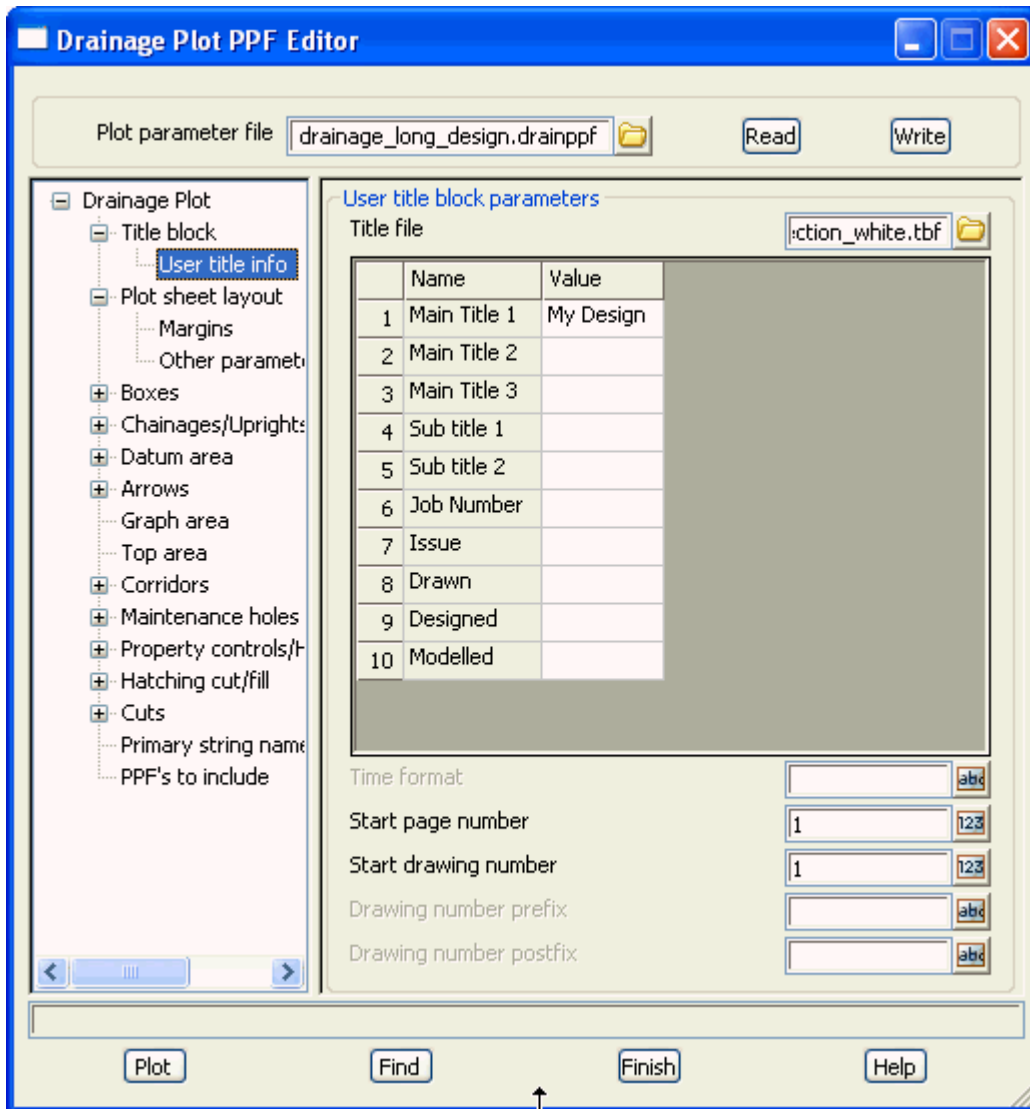 Drainage Plot PPF Editor
Plot parameter file drainage_long_design.drainppf Read Write
Drainage Plot
Title block
User title info
Plot sheet layout
Margins
Other paramet
Boxes
Chainages/Uprights
Datum area
Arrows
Graph area
Top area
Corridors
Maintenance holes
Property controls/H
Hatching cut/fill
Cuts
Primary string name
PPF's to include
User title block parameters
Title file ction_white.tbf
Name Value
1 Main Title 1 My Design
2 Main Title 2
3 Main Title 3
4 Sub title 1
5 Sub title 2
6 Job Number
7 Issue
8 Drawn
9 Designed
10 Modelled
Time format abc
Start page number 1 123
Start drawing number 1 123
Drawing number prefix abc
Drawing number postfix abc
Plot Find Finish Help